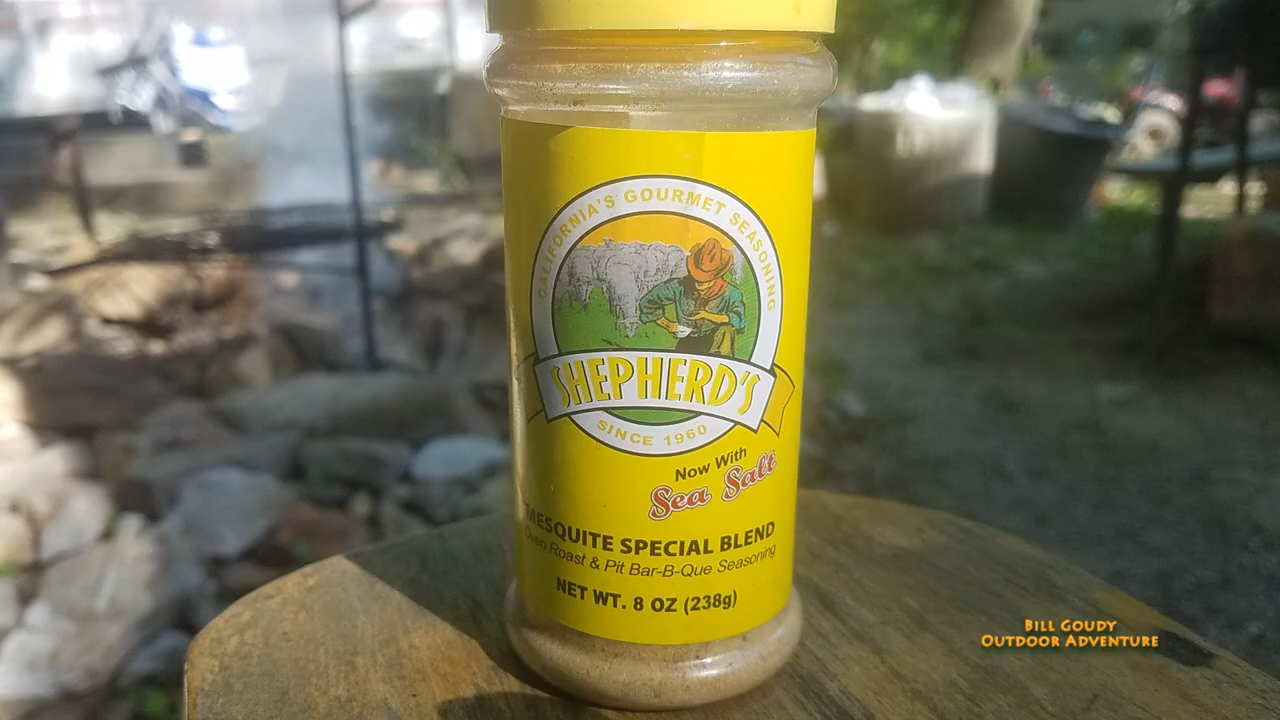 CALIFORNIA'S GOURMET SEASONING
SHEPHERD'S
SINCE 1960
Now With
Sea Salt
MESQUITE SPECIAL BLEND
Oven Roast & Pit Bar-B-Que Seasoning
NET WT. 8 OZ (238g)
BILL GOUDY
OUTDOOR ADVENTURE